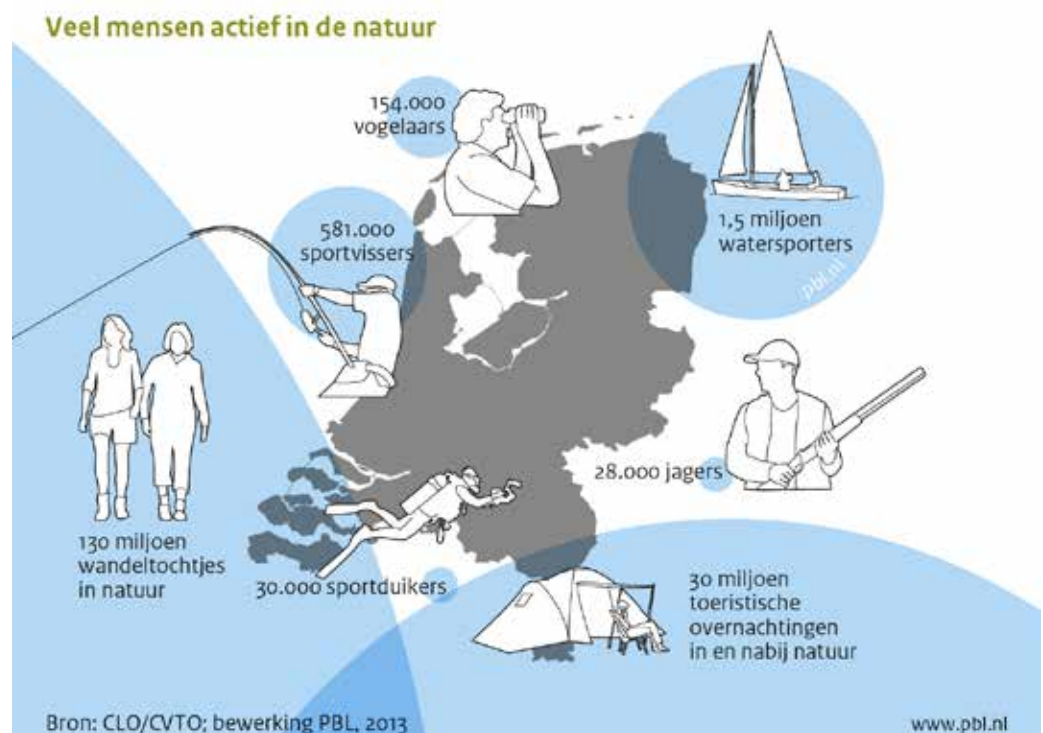 Veel mensen actief in de natuur
154.000
vogelaars
581.000
sportvissers
1,5 miljoen
watersporters
pbl.nl
28.000 jagers
130 miljoen
wandeltochtjes
in natuur
30.000 sportduikers
30 miljoen
toeristische
overnachtingen
in en nabij natuur
Bron: CLO/CVTO; bewerking PBL, 2013
www.pbl.nl